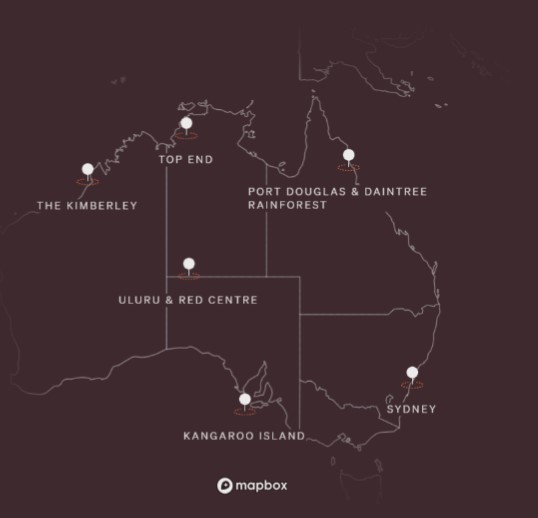 TOP END
THE KIMBERLEY
PORT DOUGLAS & DAINTREE
RAINFOREST
ULURU & RED CENTRE
SYDNEY
KANGAROO ISLAND
mapbox